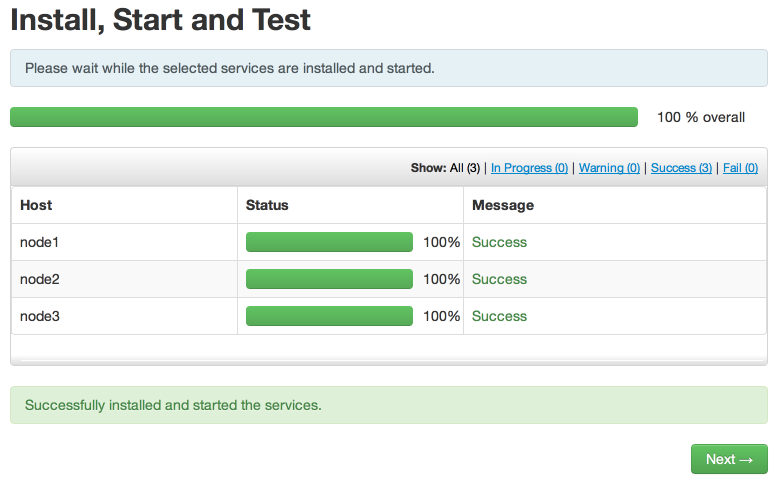 Install, Start and Test
Please wait while the selected services are installed and started.
100 % overall
Show: All (3) | In Progress (0) | Warning (0) | Success (3) | Fail (0)
Host Status Message
node1 100% Success
node2 100% Success
node3 100% Success
Successfully installed and started the services.
Next →